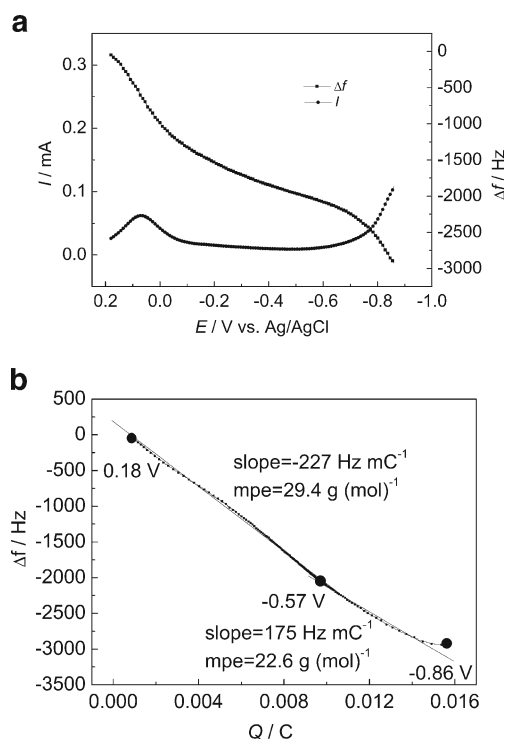 a
0.3
0.2
0.1
0.0
I / mA
Δf
I
0
-500
-1000
-1500
-2000
-2500
-3000
Δf / Hz
0.2 0.0 -0.2 -0.4 -0.6 -0.8 -1.0
E / V vs. Ag/AgCl
b
500
0
-500
-1000
-1500
-2000
-2500
-3000
-3500
Δf / Hz
0.18 V
slope=-227 Hz mC⁻¹
mpe=29.4 g (mol)⁻¹
-0.57 V
slope=175 Hz mC⁻¹
mpe=22.6 g (mol)⁻¹
-0.86 V
0.000 0.004 0.008 0.012 0.016
Q / C